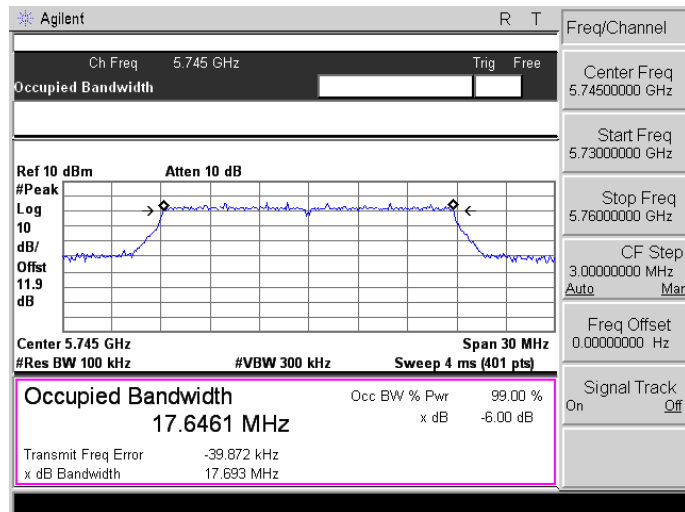 Agilent R T
Ch Freq 5.745 GHz Trig Free
Occupied Bandwidth
Ref 10 dBm Atten 10 dB
#Peak
Log
10
dB/
Offst
11.9
dB
Center 5.745 GHz Span 30 MHz
#Res BW 100 kHz #VBW 300 kHz Sweep 4 ms (401 pts)
Occupied Bandwidth Occ BW % Pwr 99.00 %
17.6461 MHz x dB -6.00 dB
Transmit Freq Error -39.872 kHz
x dB Bandwidth 17.693 MHz
Freq/Channel
Center Freq
5.74500000 GHz
Start Freq
5.73000000 GHz
Stop Freq
5.76000000 GHz
CF Step
3.00000000 MHz
Auto Man
Freq Offset
0.00000000 Hz
Signal Track
On Off